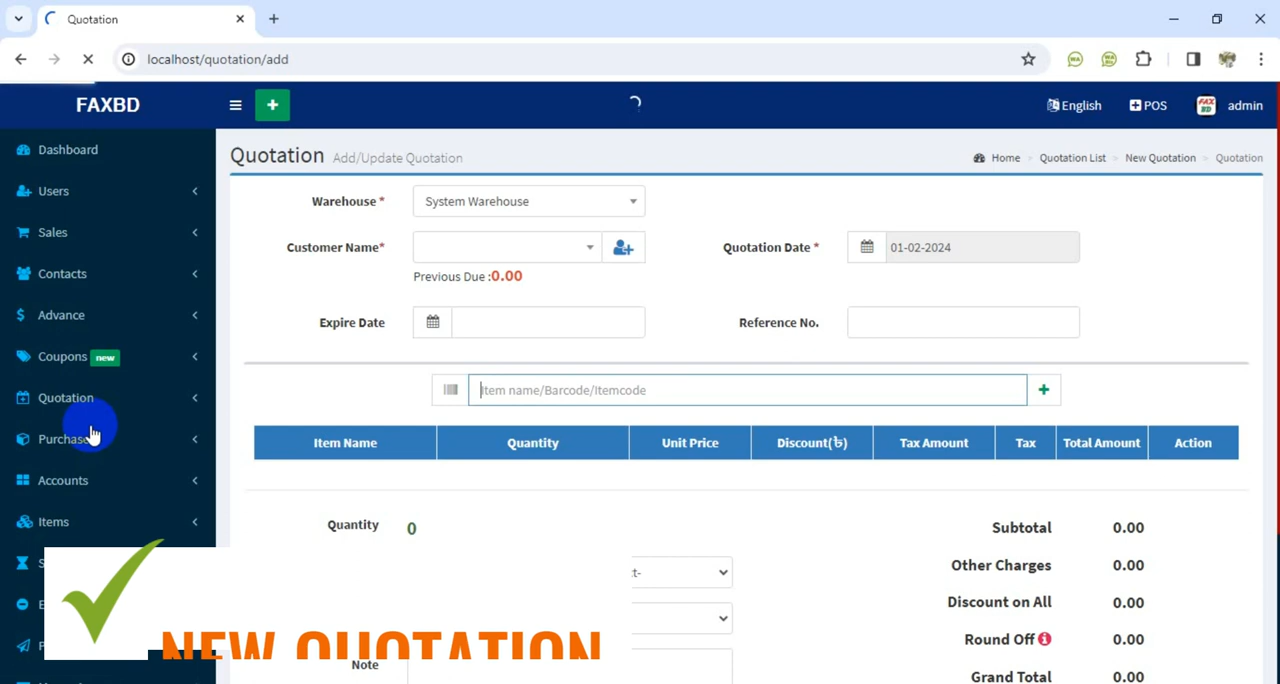 Quotation
localhost/quotation/add
FAXBD
English
POS
FAX BD
admin
Dashboard
Users
Sales
Contacts
Advance
Coupons new
Quotation
Purchase
Accounts
Items
Quotation Add/Update Quotation
Home > Quotation List > New Quotation > Quotation
Warehouse *
System Warehouse
Customer Name*
Previous Due :0.00
Quotation Date *
01-02-2024
Expire Date
Reference No.
Item name/Barcode/Itemcode
Item Name Quantity Unit Price Discount(৳) Tax Amount Tax Total Amount Action
Quantity 0
Subtotal 0.00
Other Charges 0.00
Discount on All 0.00
Round Off 0.00
Grand Total 0.00
Note
NEW QUOTATION